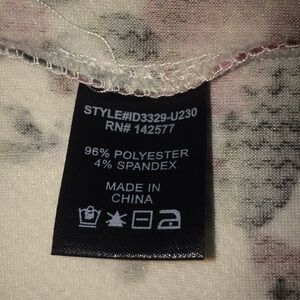 STYLE#ID3329-U230
RN# 142577
96% POLYESTER
4% SPANDEX
MADE IN
CHINA